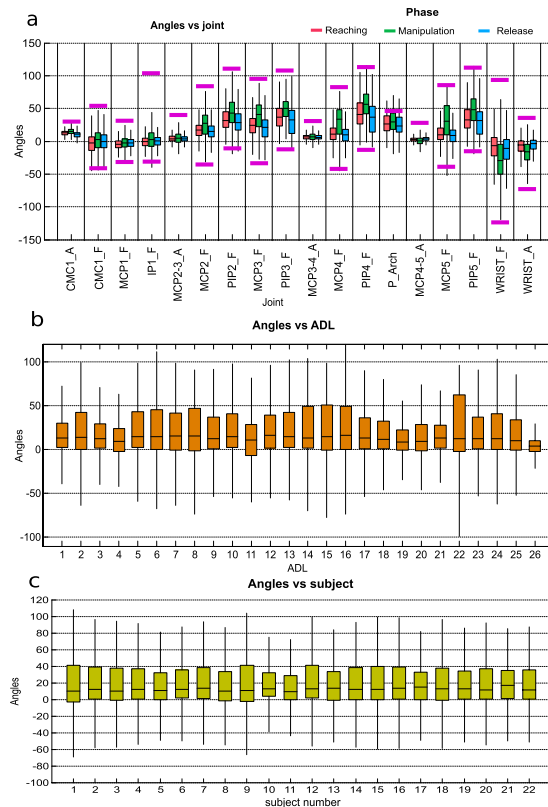 a
Angles vs joint
Phase
Reaching Manipulation Release
150
100
50
0
-50
-100
-150
Angles
CMC1_A CMC1_F MCP1_F IP1_F MCP2-3_A MCP2_F PIP2_F MCP3_F PIP3_F MCP3-4_A MCP4_F PIP4_F P_Arch MCP4-5_A MCP5_F PIP5_F WRIST_F WRIST_A
Joint
b
Angles vs ADL
100
50
0
-50
-100
Angles
1 2 3 4 5 6 7 8 9 10 11 12 13 14 15 16 17 18 19 20 21 22 23 24 25 26
ADL
c
Angles vs subject
120
100
80
60
40
20
0
-20
-40
-60
-80
-100
Angles
1 2 3 4 5 6 7 8 9 10 11 12 13 14 15 16 17 18 19 20 21 22
subject number